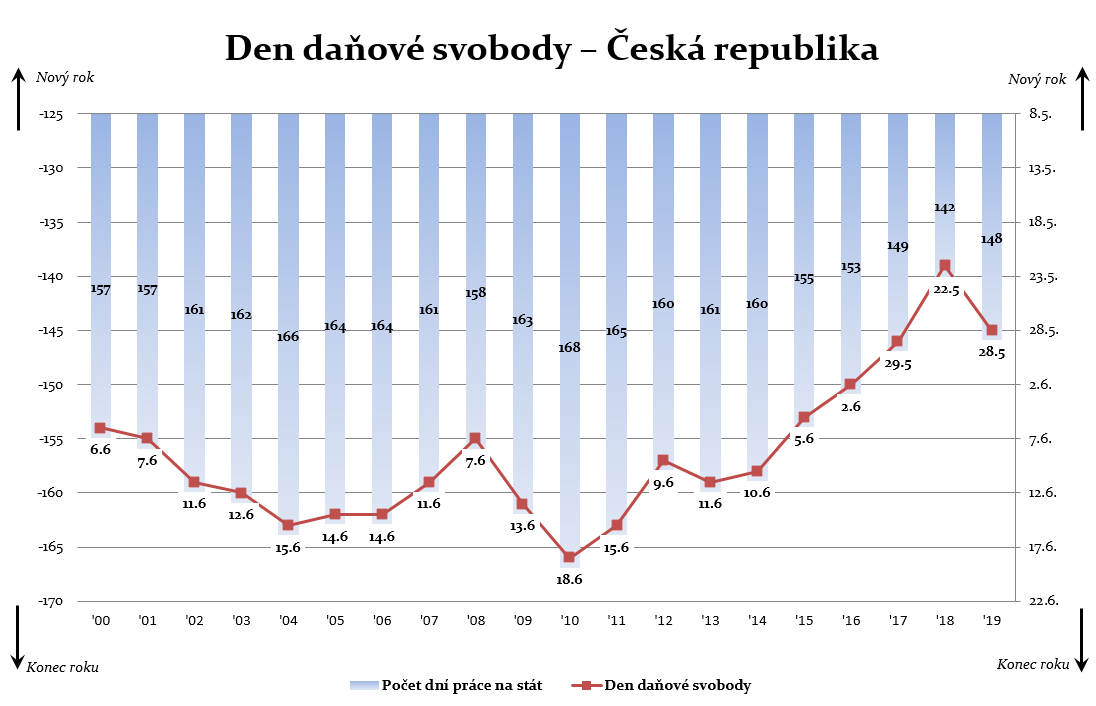 Den daňové svobody – Česká republika
Nový rok
Nový rok
-125
-130
-135
-140
-145
-150
-155
-160
-165
-170
8.5.
13.5.
18.5.
23.5.
28.5.
2.6.
7.6.
12.6.
17.6.
22.6.
157 157 161 162 166 164 164 161 158 163 168 165 160 161 160 155 153 149 142 148
6.6 7.6 11.6 12.6 15.6 14.6 14.6 11.6 7.6 13.6 18.6 15.6 9.6 11.6 10.6 5.6 2.6 29.5 22.5 28.5
'00 '01 '02 '03 '04 '05 '06 '07 '08 '09 '10 '11 '12 '13 '14 '15 '16 '17 '18 '19
Konec roku
Konec roku
Počet dní práce na stát
Den daňové svobody